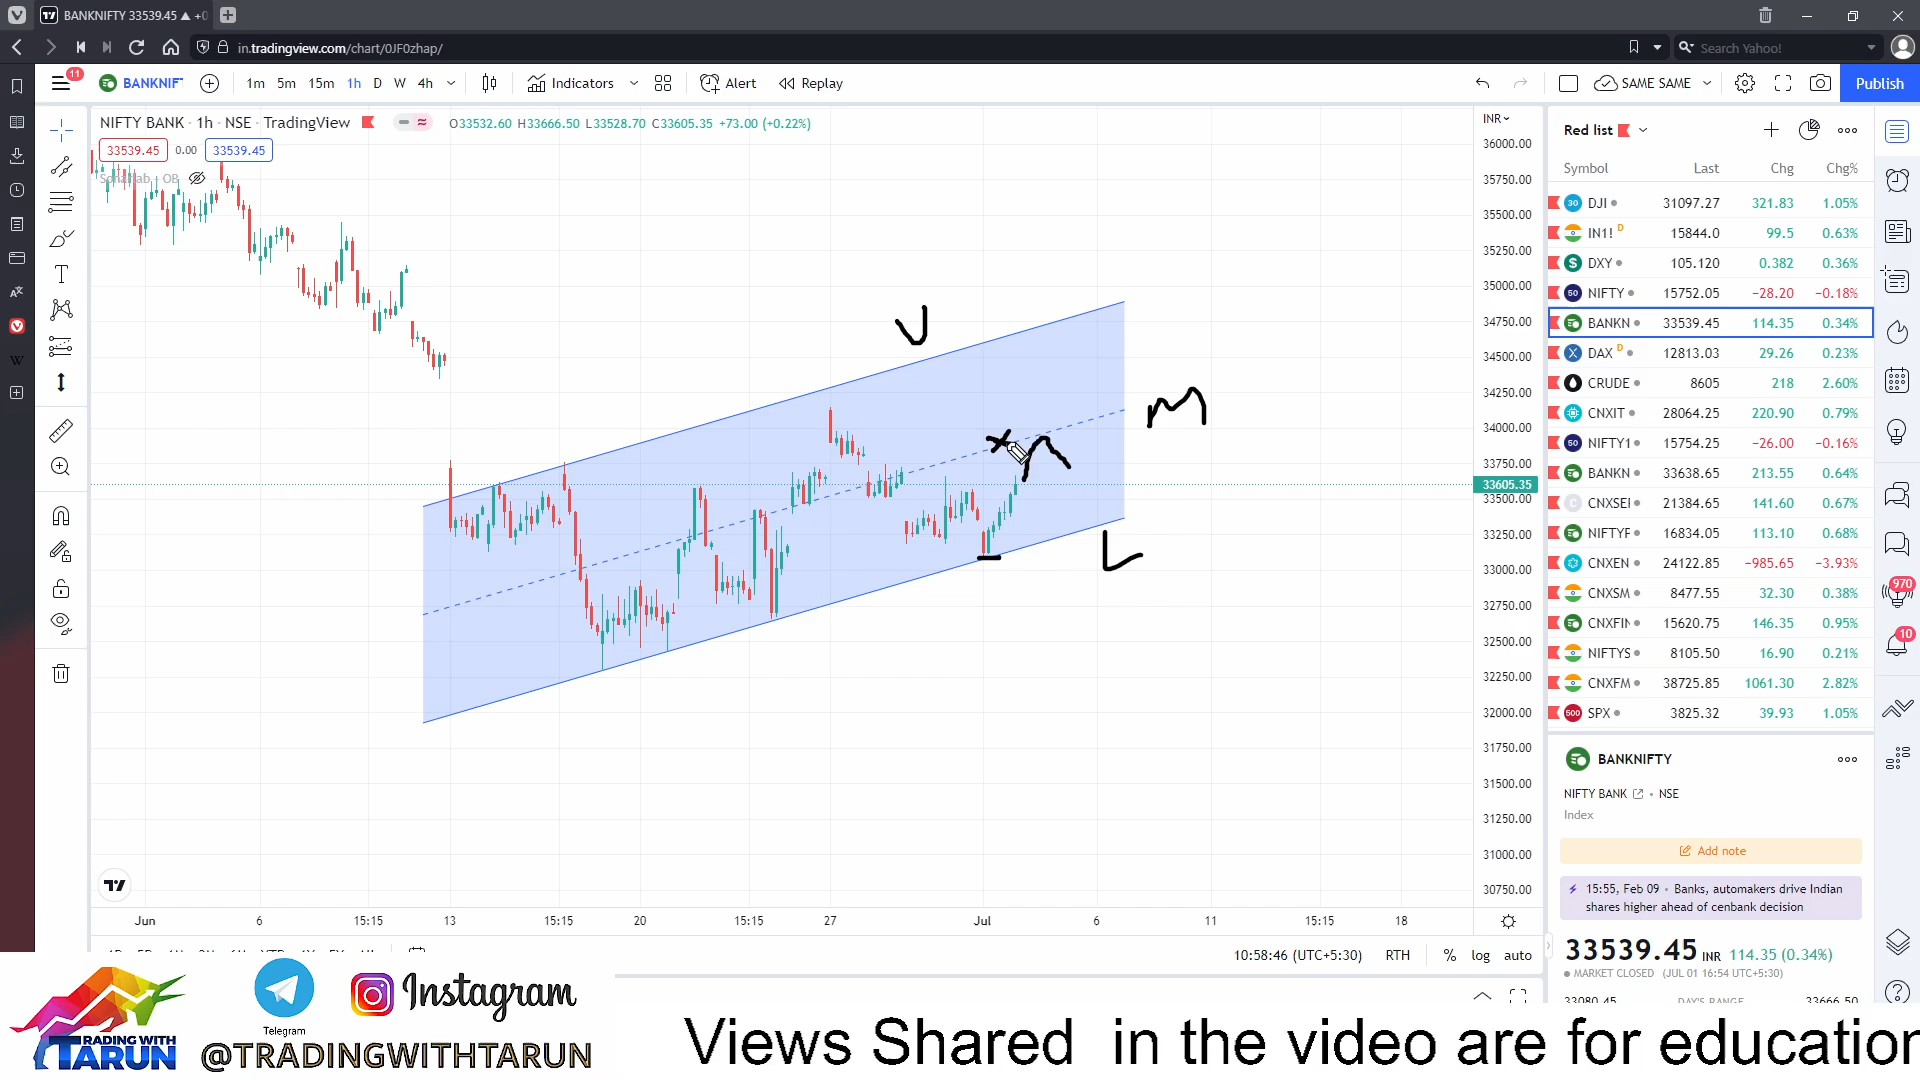 BANKNIFTY 33539.45 ▲ +0
in.tradingview.com/chart/0JF0zhap/
Search Yahoo!
11
BANKNIF
1m 5m 15m 1h D W 4h
Indicators
Alert
Replay
SAME SAME
Publish
NIFTY BANK · 1h · NSE · TradingView
O33532.60 H33666.50 L33528.70 C33605.35 +73.00 (+0.22%)
33539.45 0.00 33539.45
INR
36000.00
35750.00
35500.00
35250.00
35000.00
34750.00
34500.00
34250.00
34000.00
33750.00
33605.35
33500.00
33250.00
33000.00
32750.00
32500.00
32250.00
32000.00
31750.00
31500.00
31250.00
31000.00
30750.00
U
M
L
Jun 6 15:15 13 15:15 20 15:15 27 Jul 6 11 15:15 18
10:58:46 (UTC+5:30) RTH % log auto
Red list
Symbol Last Chg Chg%
DJI 31097.27 321.83 1.05%
IN1! D 15844.0 99.5 0.63%
DXY 105.120 0.382 0.36%
NIFTY 15752.05 −28.20 −0.18%
BANKN 33539.45 114.35 0.34%
DAX D 12813.03 29.26 0.23%
CRUDE 8605 218 2.60%
CNXIT 28064.25 220.90 0.79%
NIFTY1 15754.25 −26.00 −0.16%
BANKN 33638.65 213.55 0.64%
CNXSEI 21384.65 141.60 0.67%
NIFTYF 16834.05 113.10 0.68%
CNXEN 24122.85 −985.65 −3.93%
CNXSM 8477.55 32.30 0.38%
CNXFIN 15620.75 146.35 0.95%
NIFTYS 8105.50 16.90 0.21%
CNXFM 38725.85 1061.30 2.82%
SPX 3825.32 39.93 1.05%
970
10
BANKNIFTY
NIFTY BANK · NSE
Index
Add note
15:55, Feb 09 · Banks, automakers drive Indian
shares higher ahead of cenbank decision
33539.45 INR 114.35 (0.34%)
MARKET CLOSED (JUL 01 16:54 UTC+5:30)
33080.45 DAY'S RANGE 33666.50
TRADING WITH
TARUN
Telegram
Instagram
@TRADINGWITHTARUN
Views Shared in the video are for education